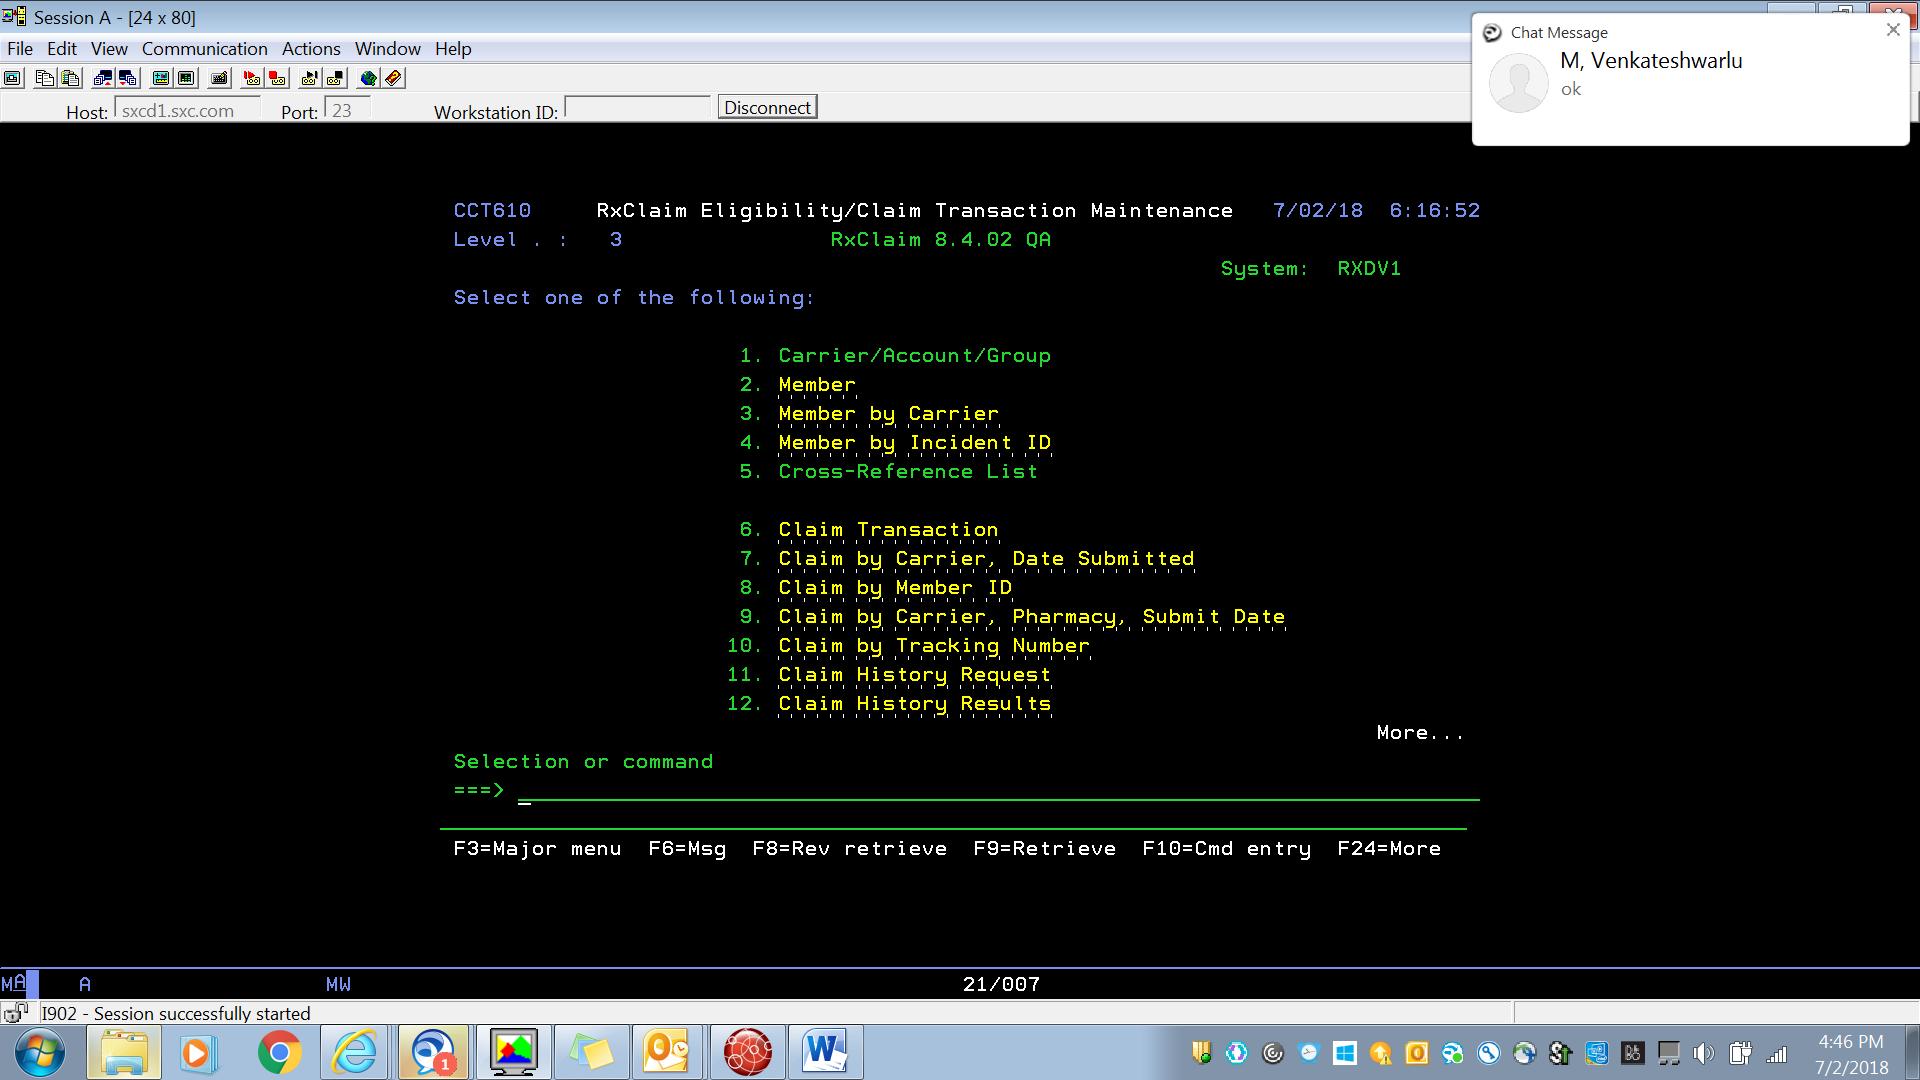 Session A - [24 x 80]
File Edit View Communication Actions Window Help
Host: sxcd1.sxc.com Port: 23 Workstation ID: Disconnect
Chat Message
M, Venkateshwarlu
ok
CCT610 RxClaim Eligibility/Claim Transaction Maintenance 7/02/18 6:16:52
Level . : 3 RxClaim 8.4.02 QA
System: RXDV1
Select one of the following:
1. Carrier/Account/Group
2. Member
3. Member by Carrier
4. Member by Incident ID
5. Cross-Reference List
6. Claim Transaction
7. Claim by Carrier, Date Submitted
8. Claim by Member ID
9. Claim by Carrier, Pharmacy, Submit Date
10. Claim by Tracking Number
11. Claim History Request
12. Claim History Results
More...
Selection or command
===>
F3=Major menu F6=Msg F8=Rev retrieve F9=Retrieve F10=Cmd entry F24=More
MA A MW 21/007
I902 - Session successfully started
1
4:46 PM
7/2/2018